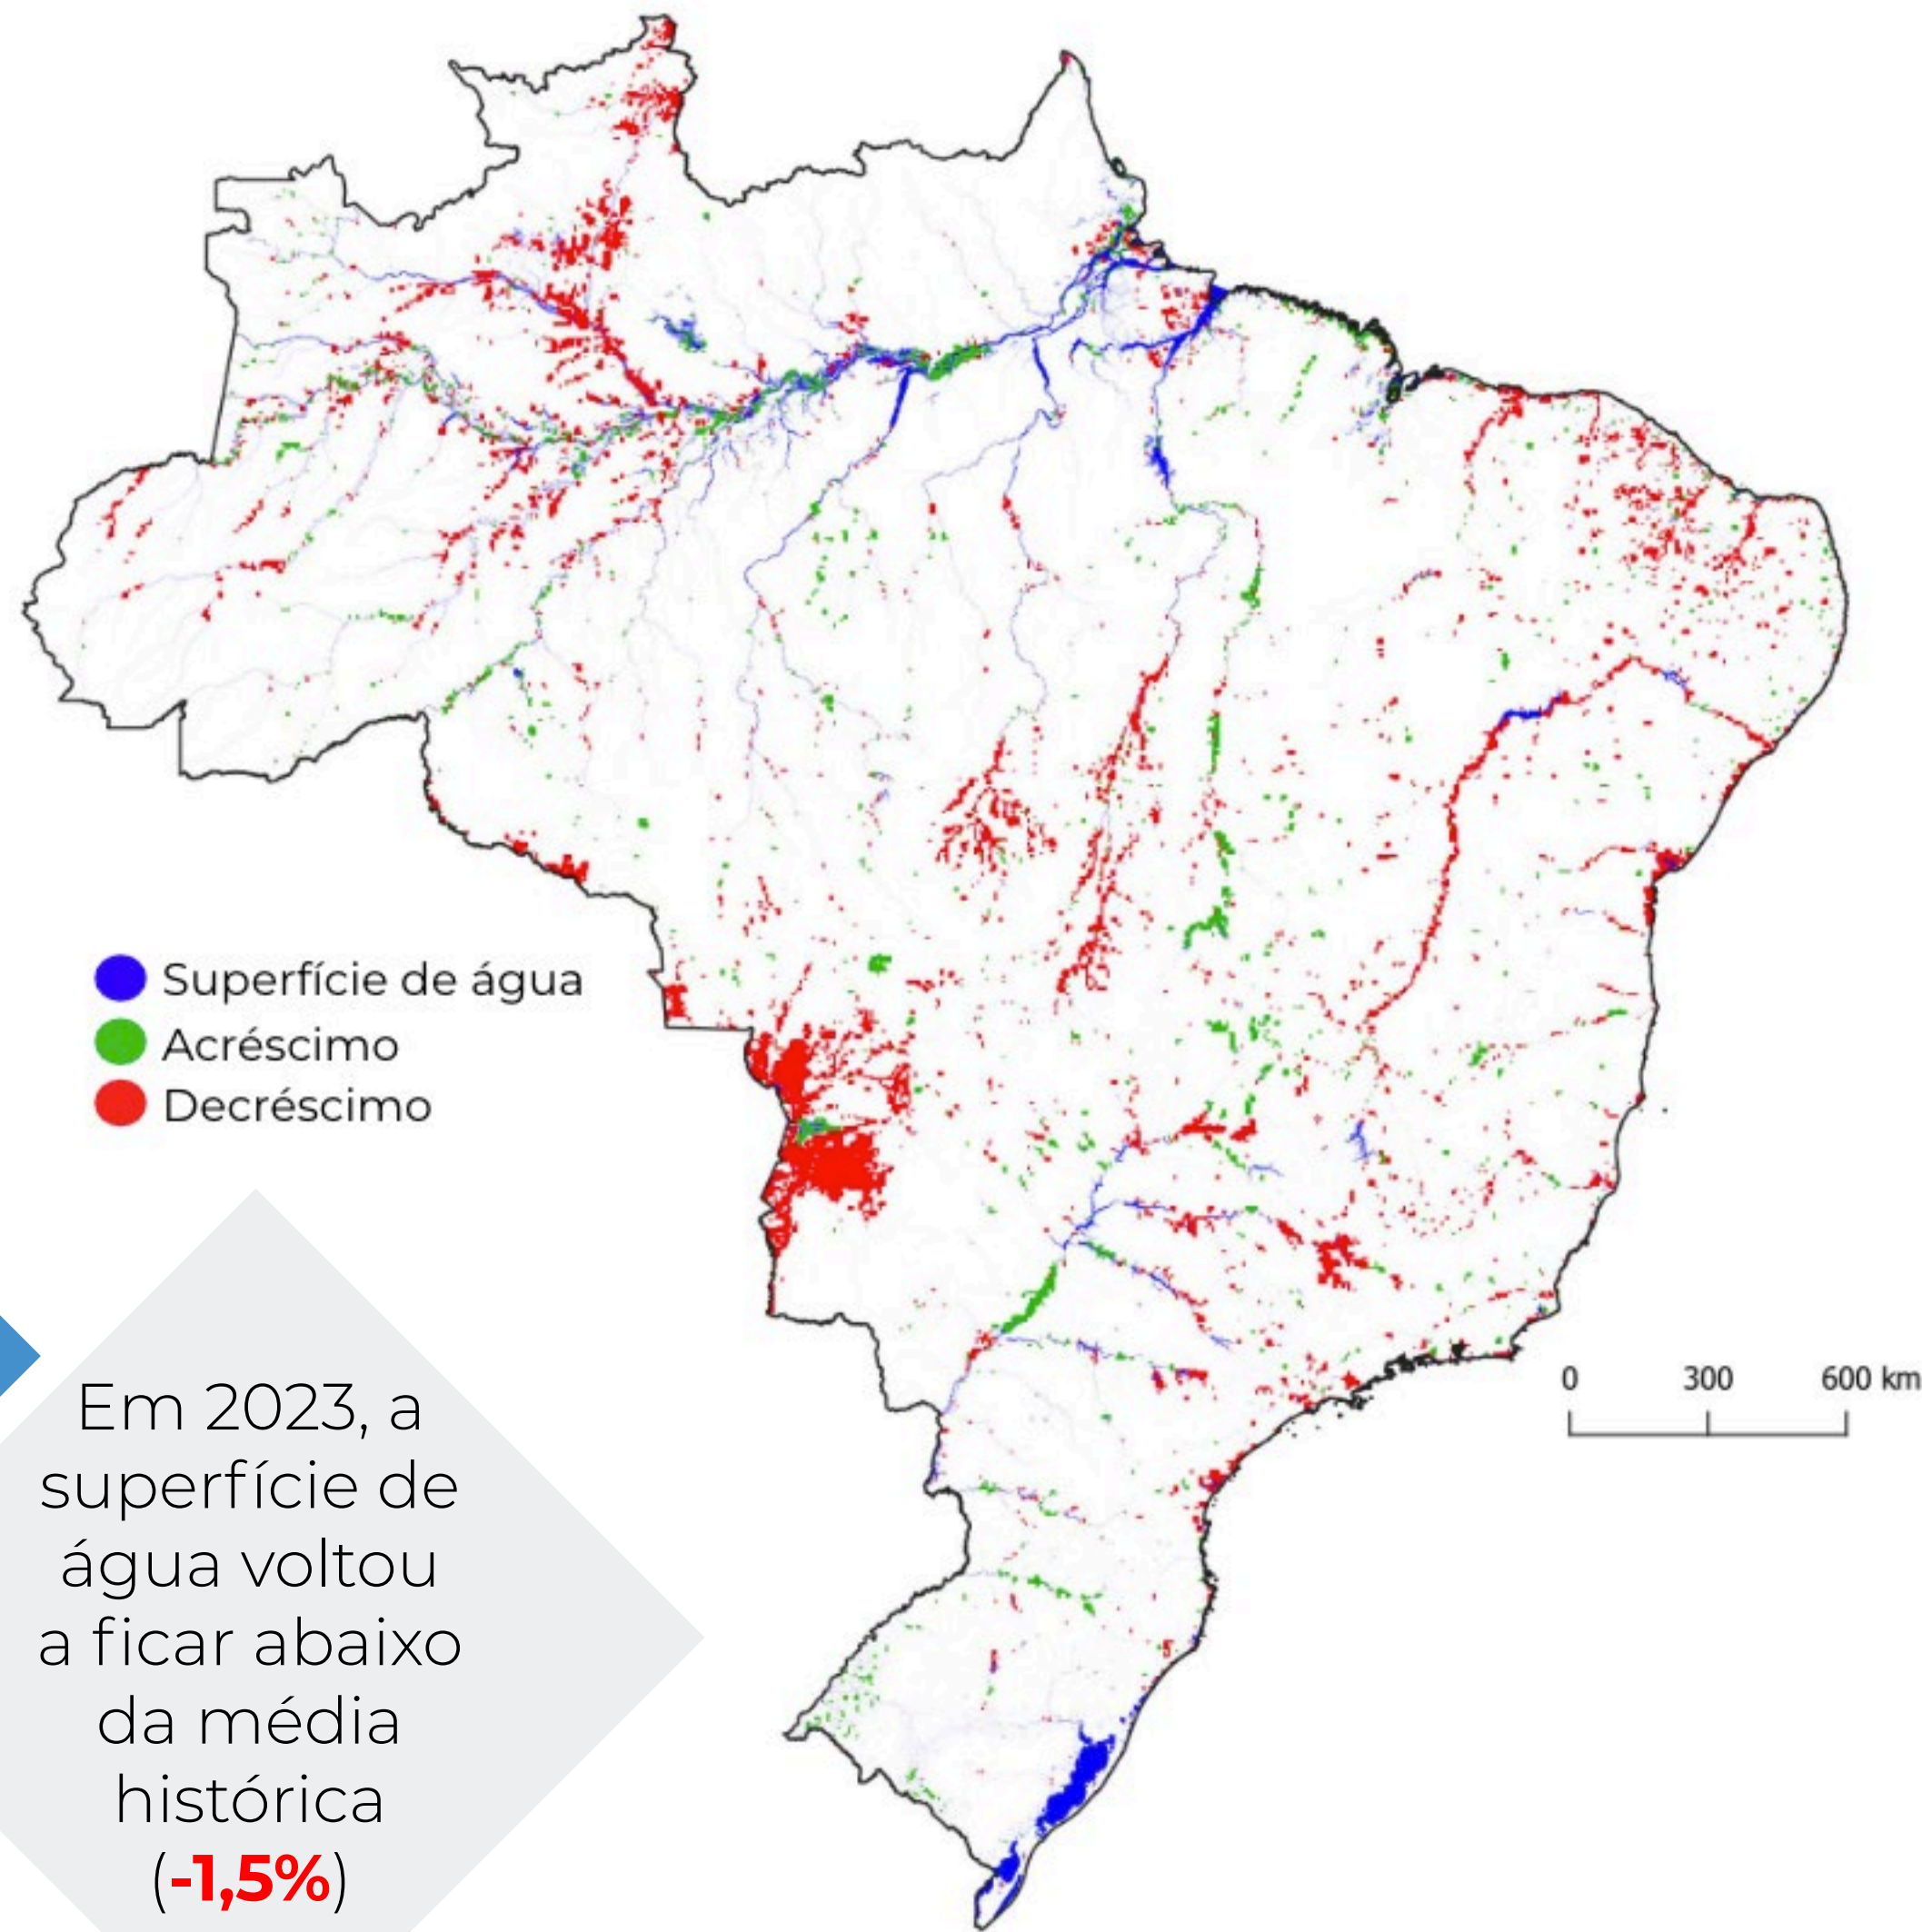 Superfície de água
Acréscimo
Decréscimo
Em 2023, a
superfície de
água voltou
a ficar abaixo
da média
histórica
(-1,5%)
0 300 600 km